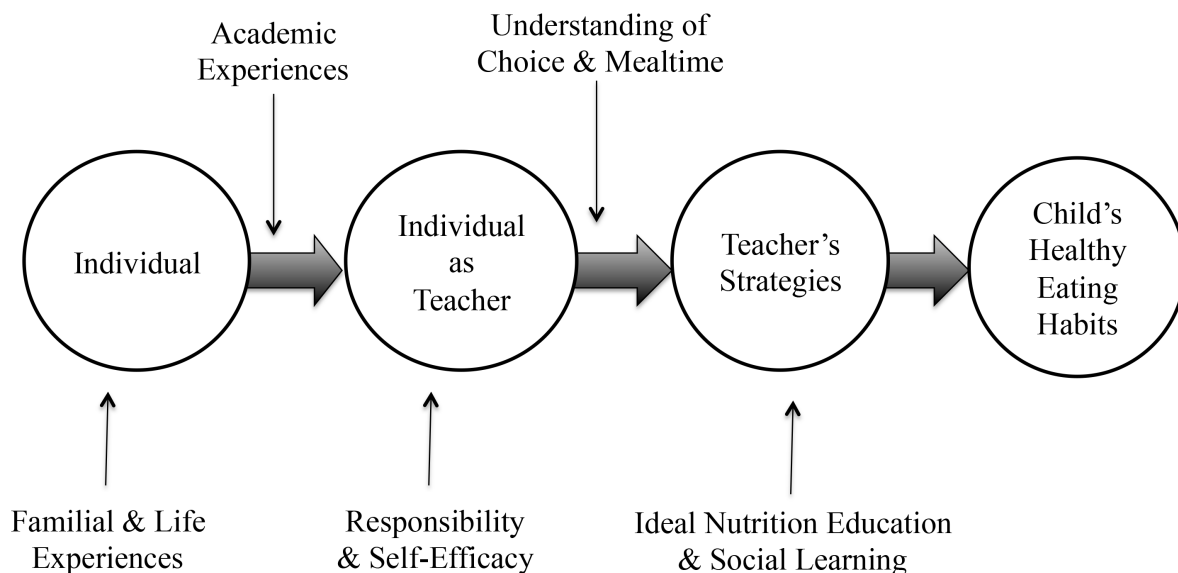 Academic
Experiences
Understanding of
Choice & Mealtime
Individual
Individual
as
Teacher
Teacher’s
Strategies
Child’s
Healthy
Eating
Habits
Familial & Life
Experiences
Responsibility
& Self-Efficacy
Ideal Nutrition Education
& Social Learning